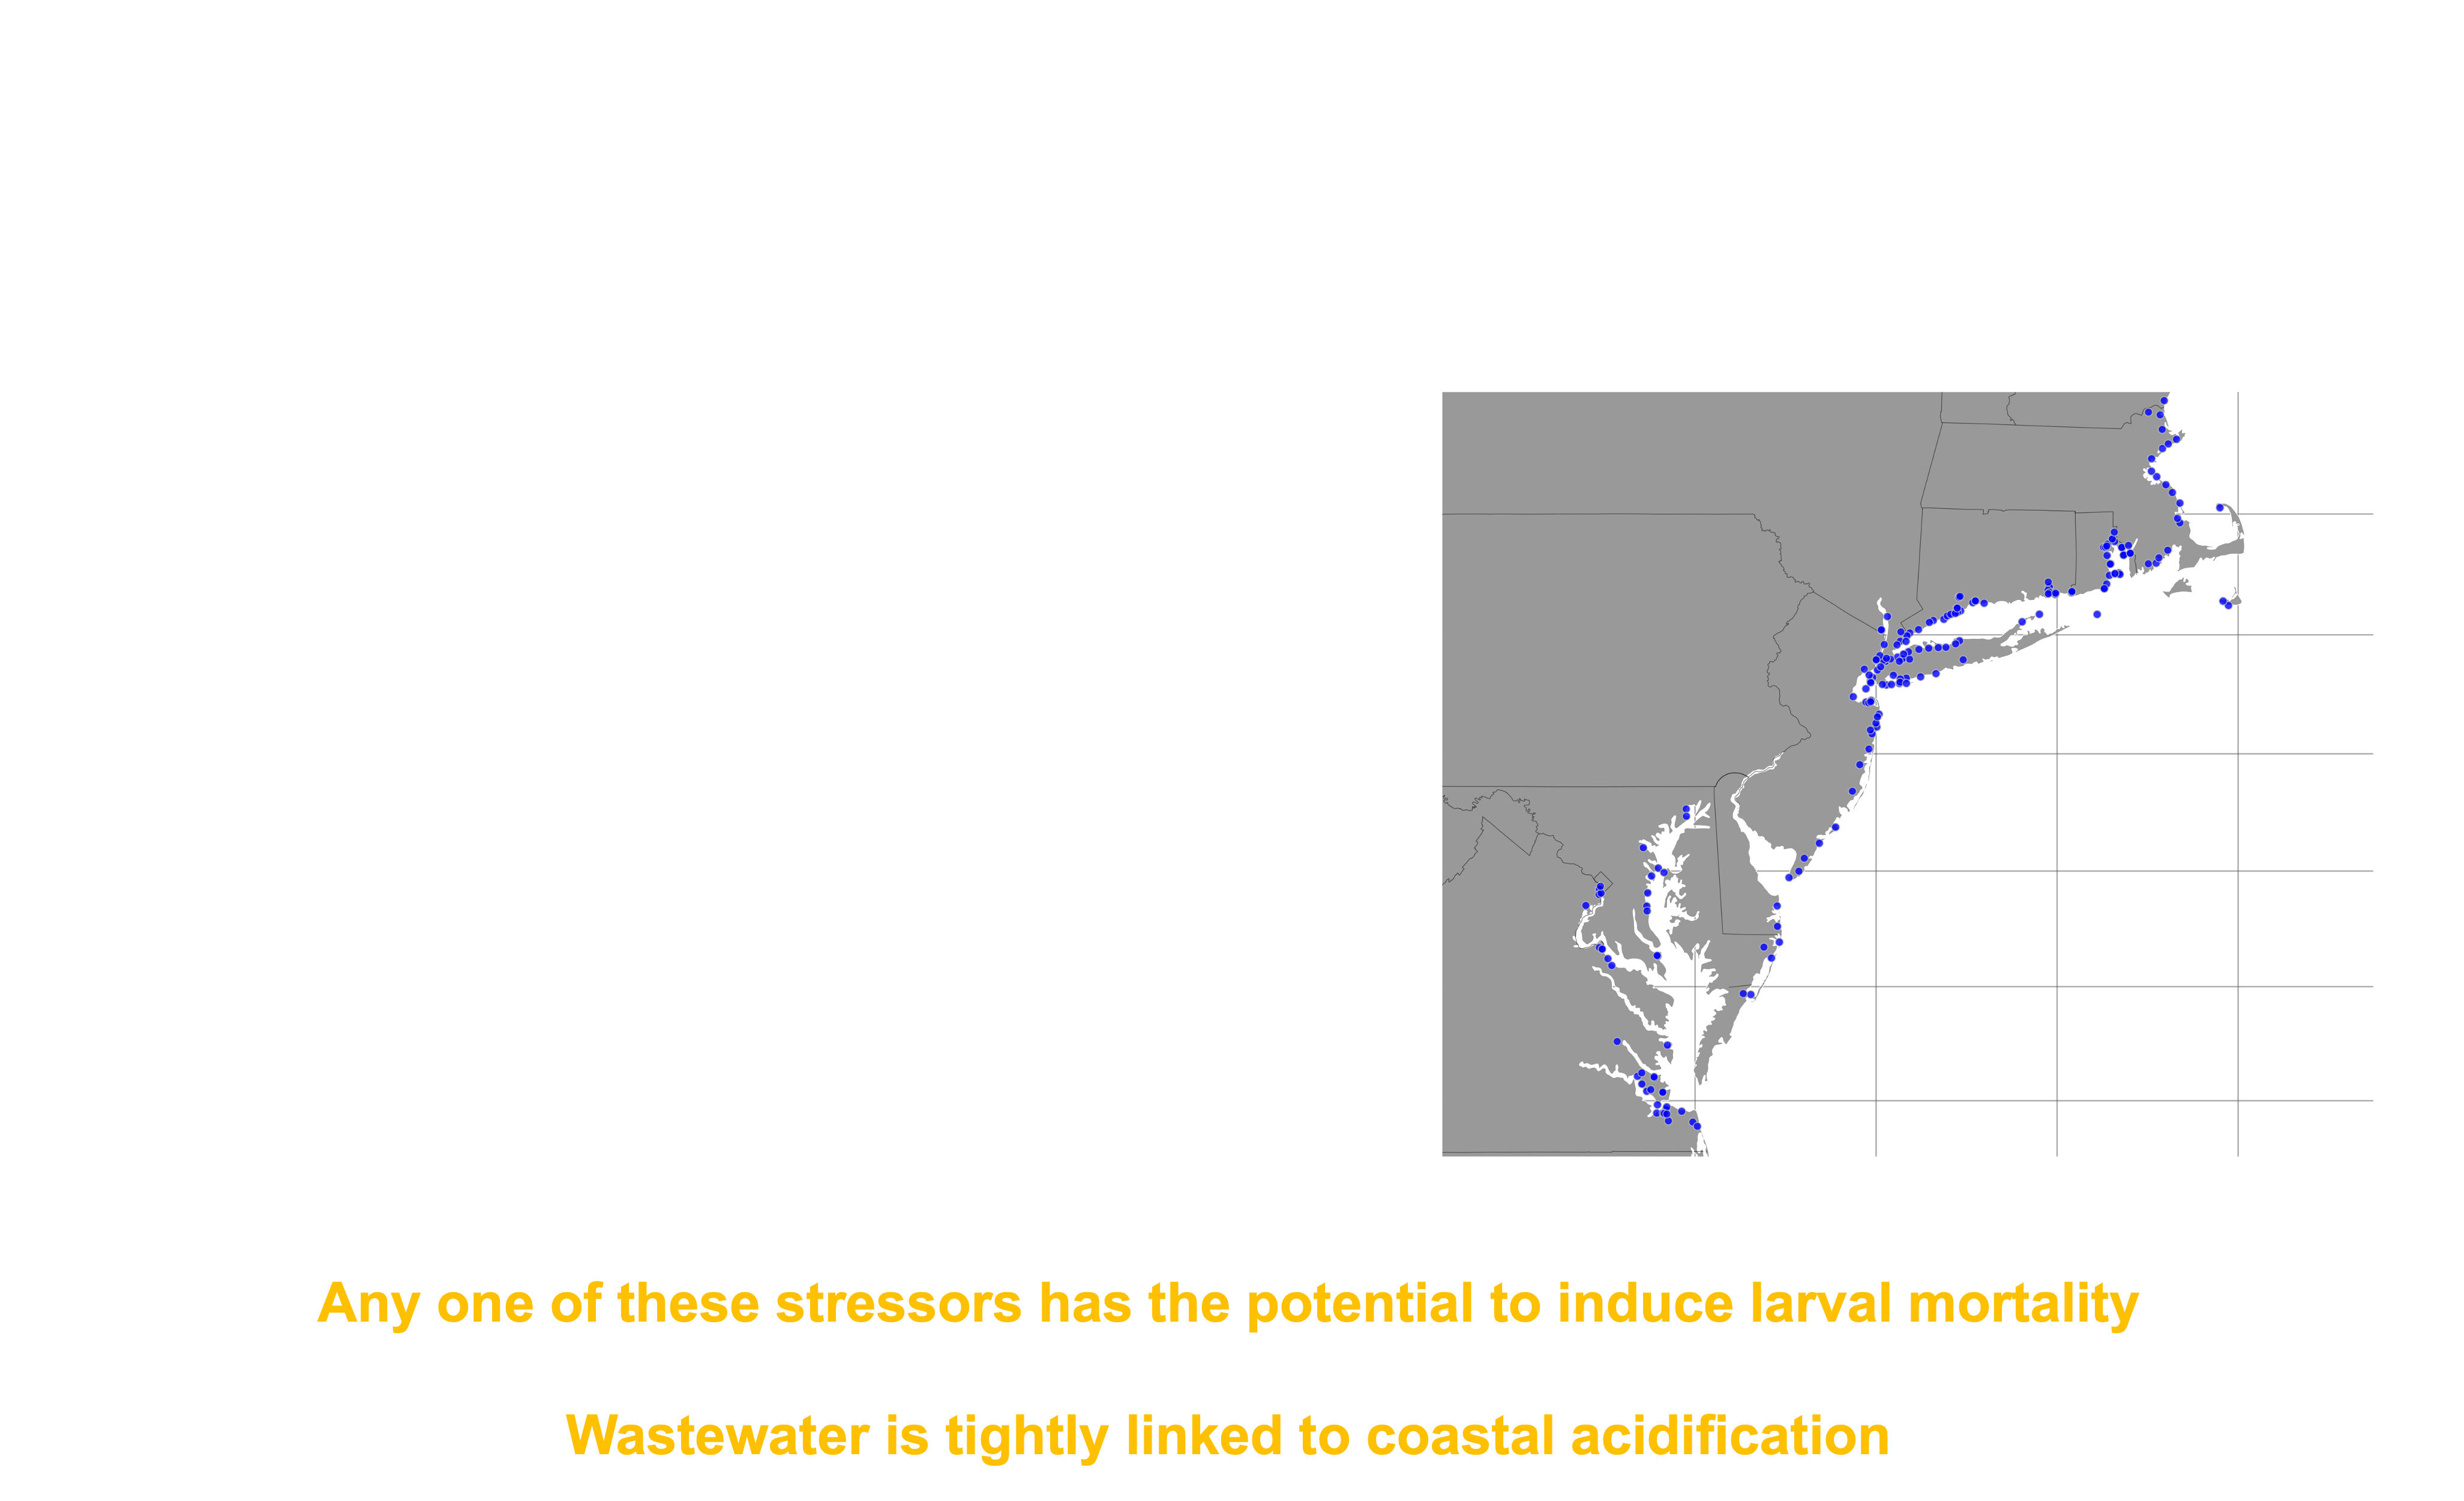 Any one of these stressors has the potential to induce larval mortality
Wastewater is tightly linked to coastal acidification